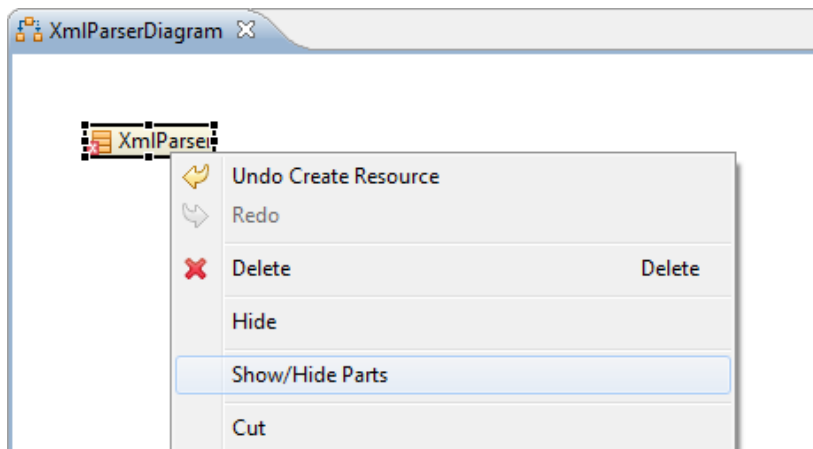 XmlParserDiagram
XmlParser
Undo Create Resource
Redo
Delete Delete
Hide
Show/Hide Parts
Cut